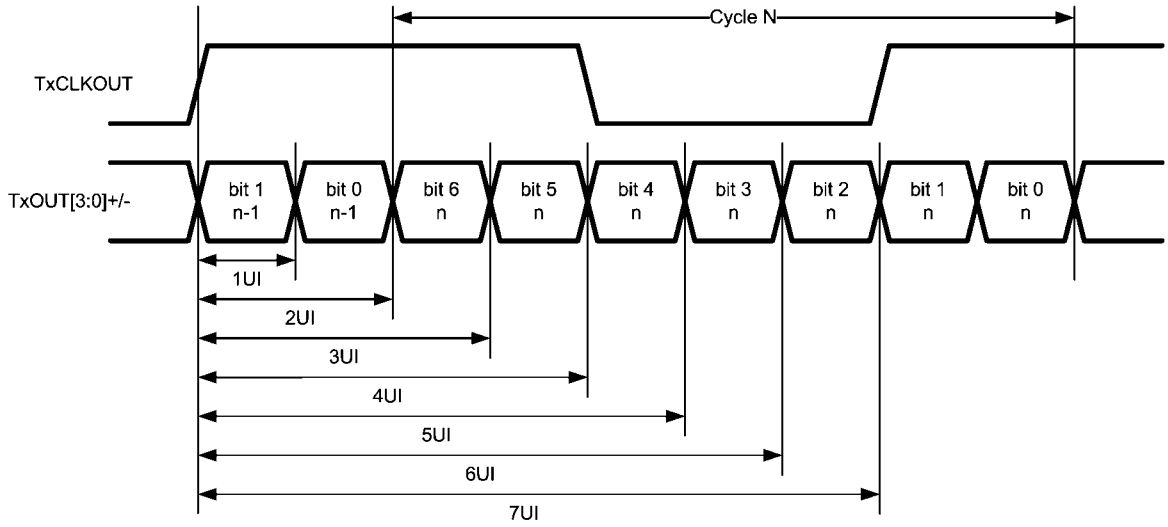 Cycle N
TxCLKOUT
TxOUT[3:0]+/-
bit 1
n-1
bit 0
n-1
bit 6
n
bit 5
n
bit 4
n
bit 3
n
bit 2
n
bit 1
n
bit 0
n
1UI
2UI
3UI
4UI
5UI
6UI
7UI